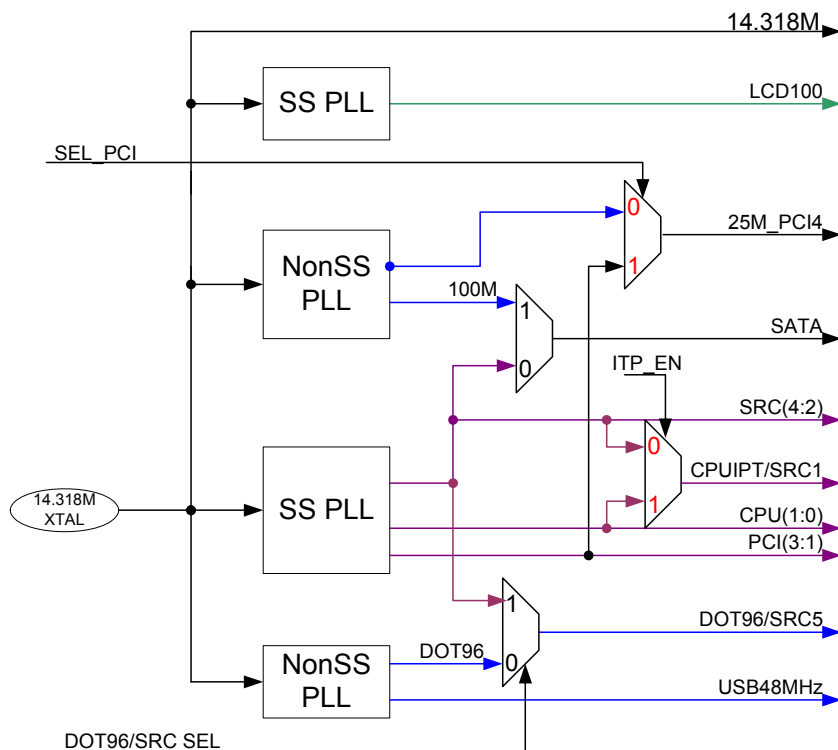 14.318M
SS PLL
LCD100
SEL_PCI
0
25M_PCI4
NonSS
PLL
1
100M
1
SATA
0
ITP_EN
SRC(4:2)
0
CPUIPT/SRC1
14.318M
XTAL
SS PLL
1
CPU(1:0)
PCI(3:1)
1
DOT96/SRC5
NonSS
PLL
DOT96
0
USB48MHz
DOT96/SRC SEL